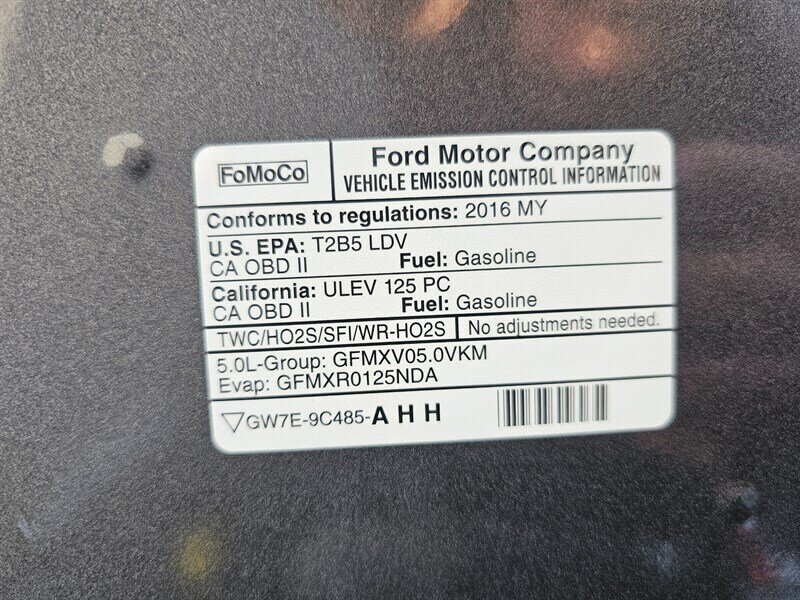 FoMoCo
Ford Motor Company
VEHICLE EMISSION CONTROL INFORMATION
Conforms to regulations: 2016 MY
U.S. EPA: T2B5 LDV
CA OBD II Fuel: Gasoline
California: ULEV 125 PC
CA OBD II Fuel: Gasoline
TWC/HO2S/SFI/WR-HO2S No adjustments needed.
5.0L-Group: GFMXV05.0VKM
Evap: GFMXR0125NDA
GW7E-9C485-AHH